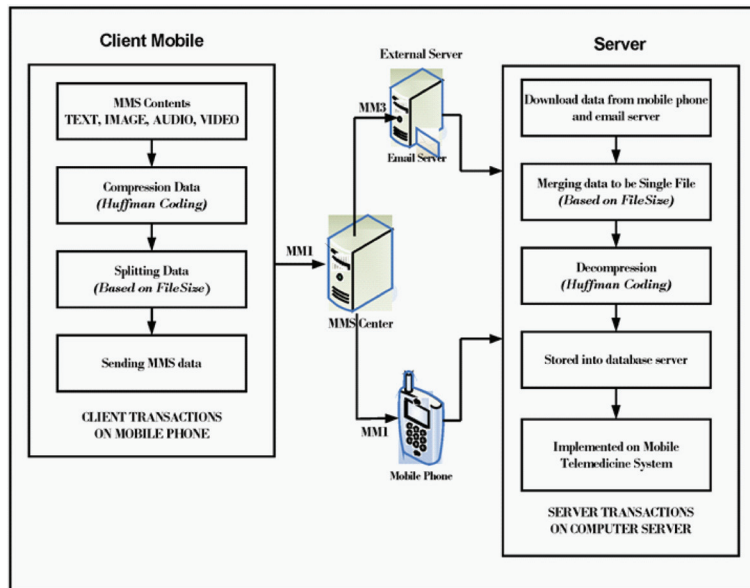 Client Mobile
MMS Contents
TEXT, IMAGE, AUDIO, VIDEO
Compression Data
(Huffman Coding)
Splitting Data
(Based on FileSize)
Sending MMS data
CLIENT TRANSACTIONS
ON MOBILE PHONE
MM1
MMS Center
MM3
External Server
Email Server
MM1
Mobile Phone
Server
Download data from mobile phone
and email server
Merging data to be Single File
(Based on FileSize)
Decompression
(Huffman Coding)
Stored into database server
Implemented on Mobile
Telemedicine System
SERVER TRANSACTIONS
ON COMPUTER SERVER